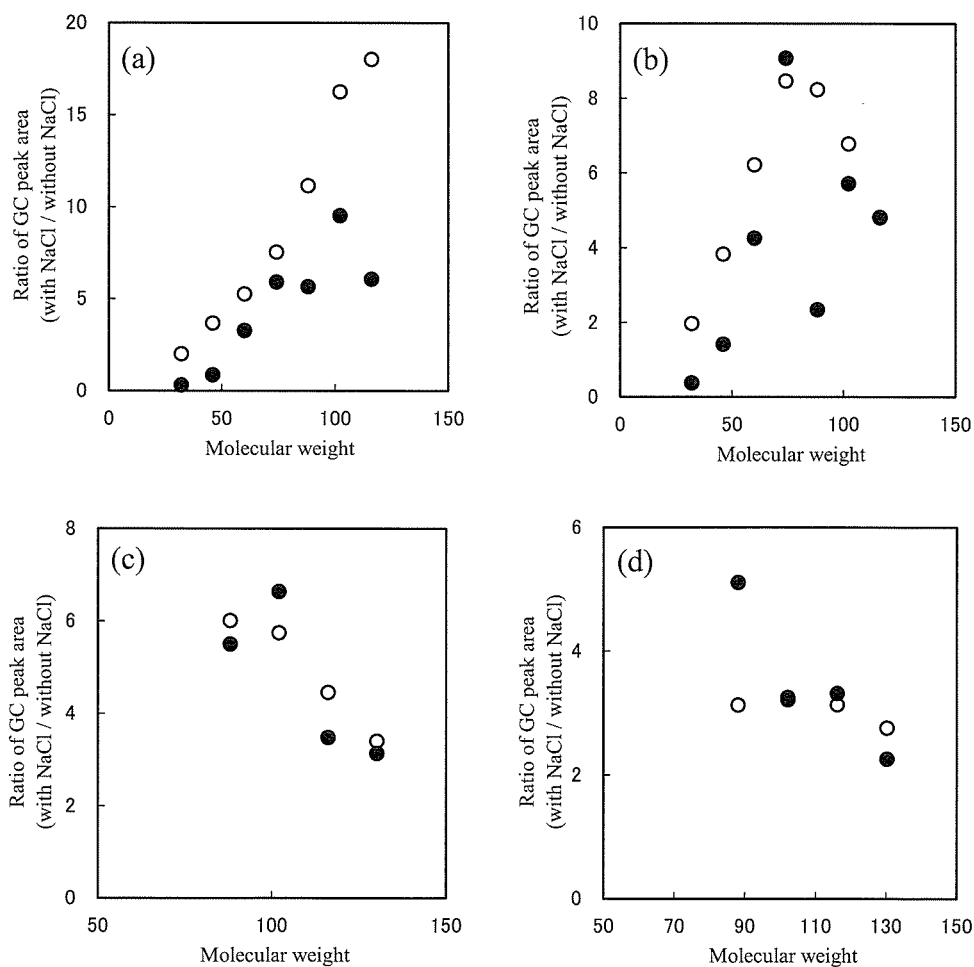 (a)
Ratio of GC peak area
(with NaCl / without NaCl)
20
15
10
5
0
0 50 100 150
Molecular weight
(b)
Ratio of GC peak area
(with NaCl / without NaCl)
10
8
6
4
2
0
0 50 100 150
Molecular weight
(c)
Ratio of GC peak area
(with NaCl / without NaCl)
8
6
4
2
0
50 100 150
Molecular weight
(d)
Ratio of GC peak area
(with NaCl / without NaCl)
6
4
2
0
50 70 90 110 130 150
Molecular weight